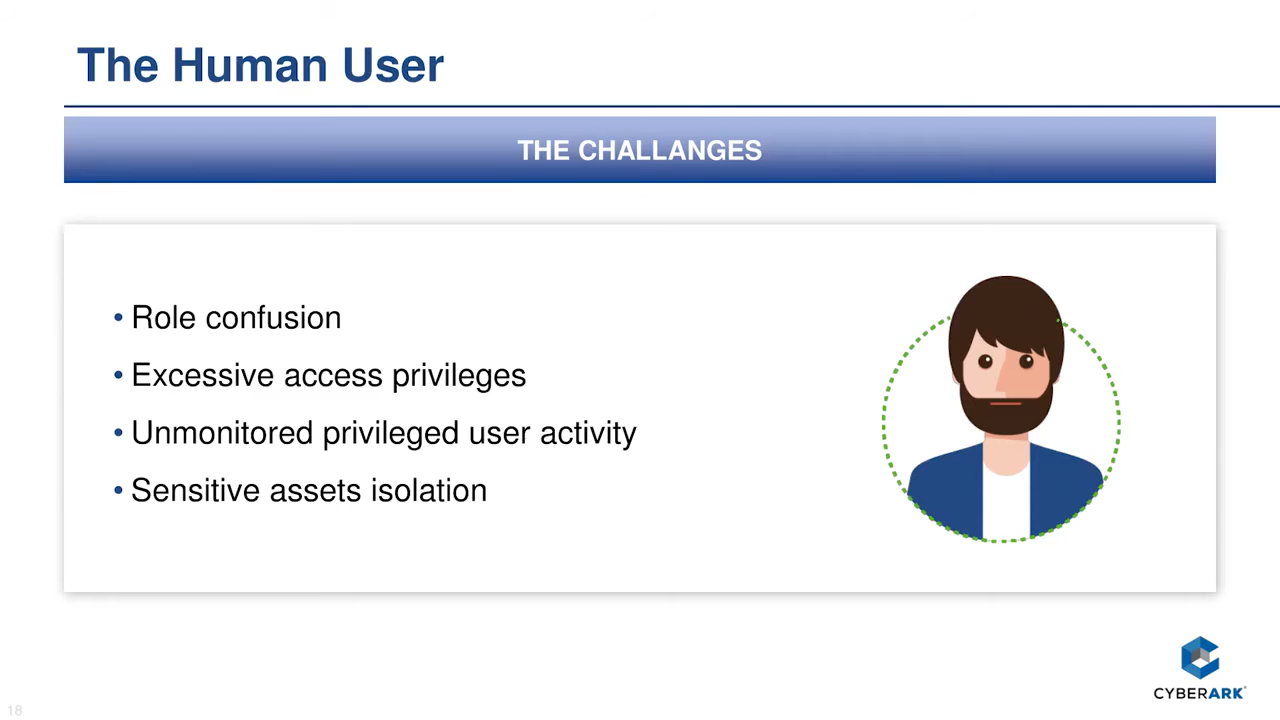 The Human User
THE CHALLANGES
• Role confusion
• Excessive access privileges
• Unmonitored privileged user activity
• Sensitive assets isolation
CYBERARK
18